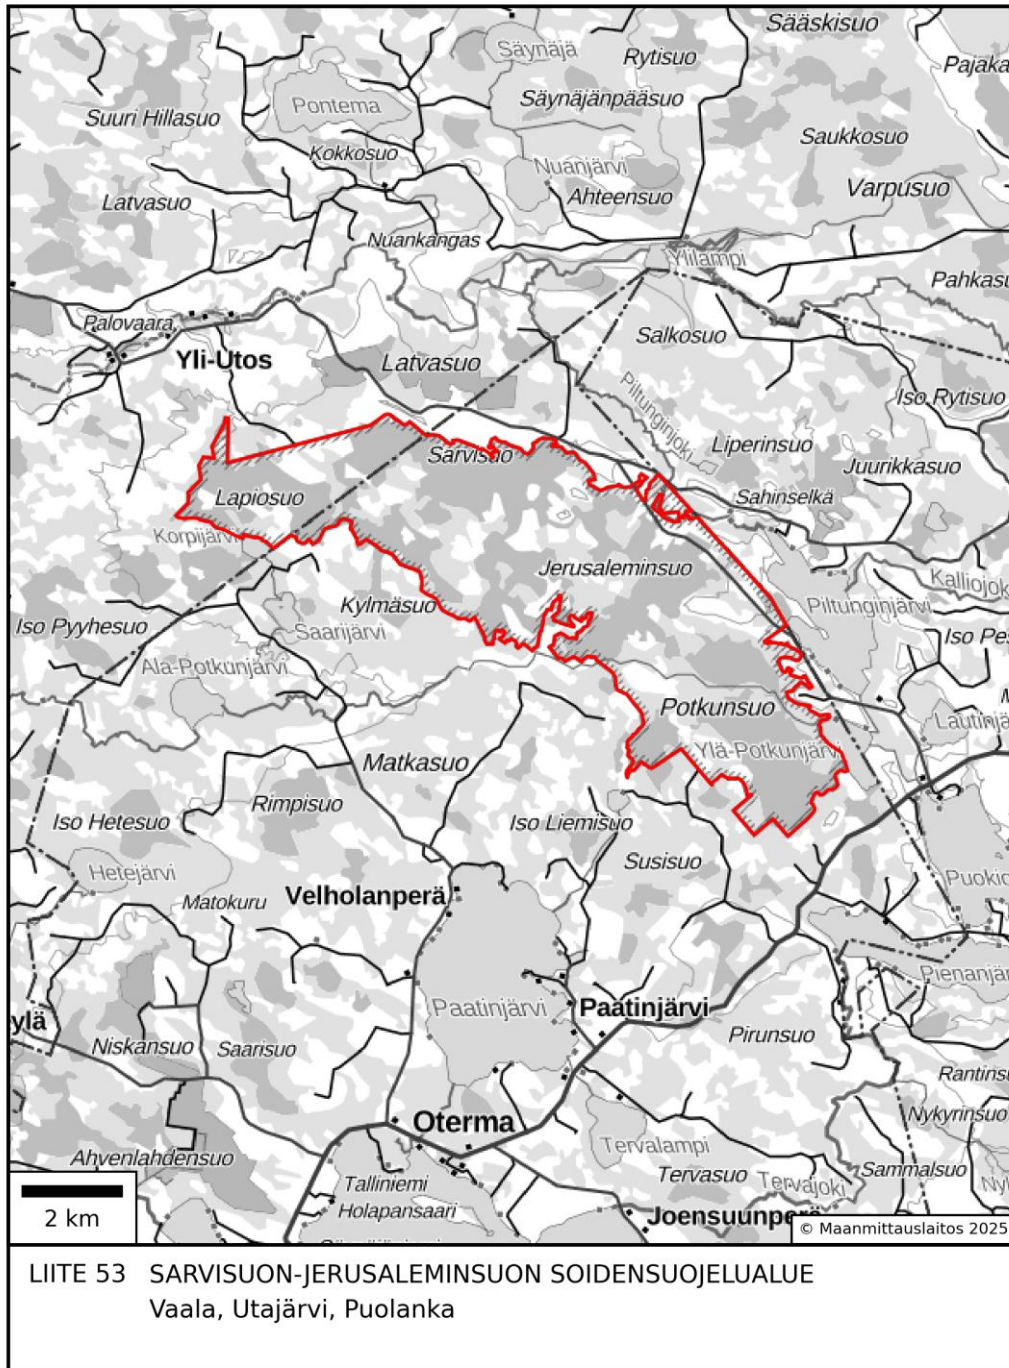 Sääskisuo
Säynäjä
Rytisuo
Pajaka
Pontema
Säynäjänpääsuo
Suuri Hillasuo
Saukkosuo
Kokkosuo
Nuanjärvi
Varpusuo
Ahteensuo
Latvasuo
Nuankangas
Ylilampi
Pahkasu
Palovaara
Salkosuo
Yli-Utos
Latvasuo
Piltunginjoki
Iso Rytisuo
Liperinsuo
Sarvisuo
Juurikkasuo
Lapiosuo
Sahinselkä
Korpijärvi
Jerusaleminsuo
Kalliojok
Kylmäsuo
Piltunginjärvi
Iso Pyyhesuo
Saarijärvi
Iso Pes
Ala-Potkunjärvi
M
Potkunsuo
Lautinjä
Ylä-Potkunjärvi
Matkasuo
Rimpisuo
Iso Hetesuo
Iso Liemisuo
Susisuo
Hetejärvi
Puokio
Velholanperä
Matokuru
Pienanjär
Paatinjärvi
Paatinjärvi
ylä
Pirunsuo
Niskansuo
Saarisuo
Rantinsu
Nykyrinsuo
Oterma
Tervalampi
Ahvenlahdensuo
Tervasuo
Sammalsuo
Talliniemi
Tervajoki
Ny
Holapansaari
Joensuunperä
2 km
© Maanmittauslaitos 2025
LIITE 53 SARVISUON-JERUSALEMINSUON SOIDENSUOJELUALUE
Vaala, Utajärvi, Puolanka